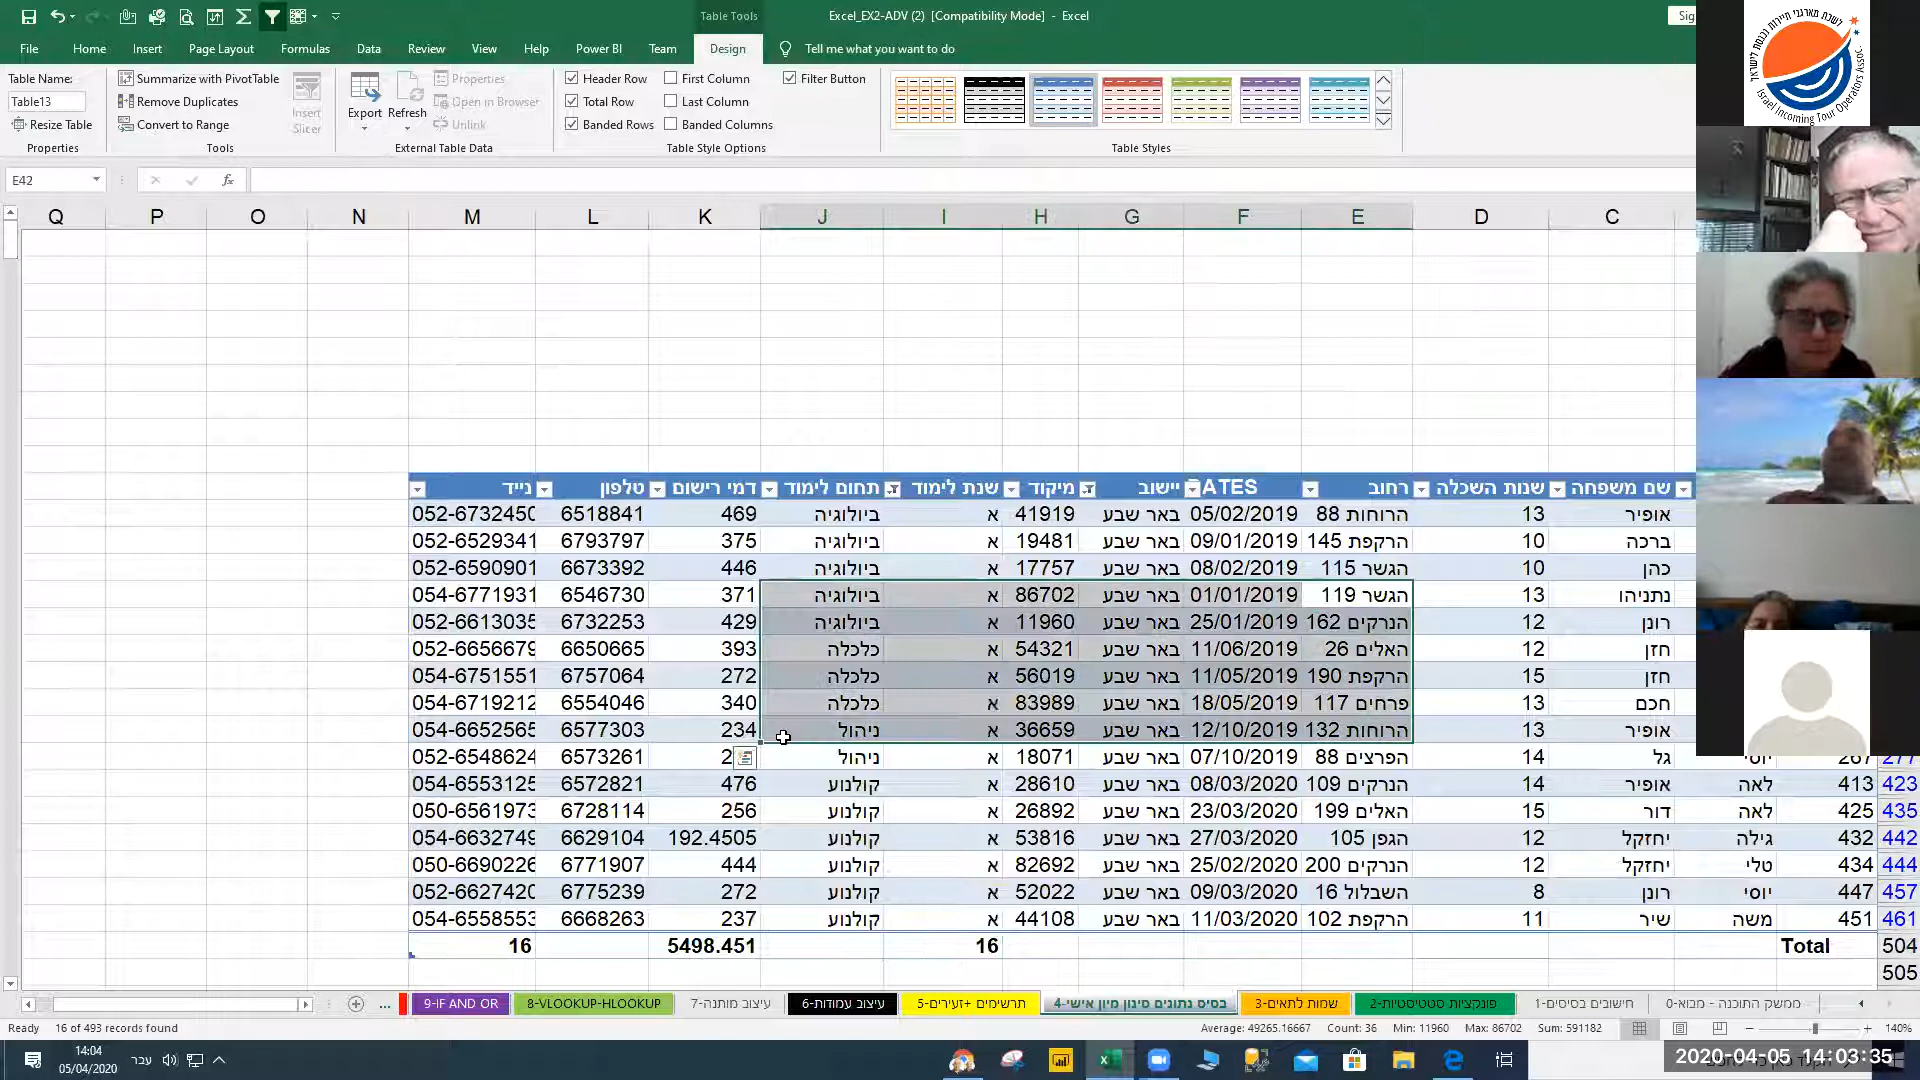 Table Tools
Excel_EX2-ADV (2) [Compatibility Mode] - Excel
Sig
File Home Insert Page Layout Formulas Data Review View Help Power BI Team Design Tell me what you want to do
Table Name:
Table13
Resize Table
Properties
Summarize with PivotTable
Remove Duplicates
Convert to Range
Insert
Slicer
Tools
Export
Refresh
Properties
Open in Browser
Unlink
External Table Data
Header Row
Total Row
Banded Rows
First Column
Last Column
Banded Columns
Filter Button
Table Style Options
Table Styles
לשכת מארגני תיירות נכנסת לישראל
Israel Incoming Tour Operators Assoc.
E42
fx
Q P O N M L K J I H G F E D C
שם משפחה שנות השכלה רחוב DATES יישוב מיקוד שנת לימוד תחום לימוד דמי רישום טלפון נייד
אופיר 13 הרוחות 88 05/02/2019 באר שבע 41919 א ביולוגיה 469 6518841 052-6732450
ברכה 10 הרקפת 145 09/01/2019 באר שבע 19481 א ביולוגיה 375 6793797 052-6529341
כהן 10 הגשר 115 08/02/2019 באר שבע 17757 א ביולוגיה 446 6673392 052-6590901
נתניהו 13 הגשר 119 01/01/2019 באר שבע 86702 א ביולוגיה 371 6546730 054-6771931
רונן 12 הנרקים 162 25/01/2019 באר שבע 11960 א ביולוגיה 429 6732253 052-6613035
חזן 12 האלים 26 11/06/2019 באר שבע 54321 א כלכלה 393 6650665 052-6656679
חזן 15 הרקפת 190 11/05/2019 באר שבע 56019 א כלכלה 272 6757064 054-6751551
חכם 13 פרחים 117 18/05/2019 באר שבע 83989 א כלכלה 340 6554046 054-6719212
אופיר 13 הרוחות 132 12/10/2019 באר שבע 36659 א ניהול 234 6577303 054-6652565
277 267 יוסי גל 14 הפרצים 88 07/10/2019 באר שבע 18071 א ניהול 2 6573261 052-6548624
423 413 לאה אופיר 14 הנרקים 109 08/03/2020 באר שבע 28610 א קולנוע 476 6572821 054-6553125
435 425 לאה דור 15 האלים 199 23/03/2020 באר שבע 26892 א קולנוע 256 6728114 050-6561973
442 432 גילה יחזקל 12 הגפן 105 27/03/2020 באר שבע 53816 א קולנוע 192.4505 6629104 054-6632749
444 434 טלי יחזקל 12 הנרקים 200 25/02/2020 באר שבע 82692 א קולנוע 444 6771907 050-6690226
457 447 יוסי רונן 8 השבלול 16 09/03/2020 באר שבע 52022 א קולנוע 272 6775239 052-6627420
461 451 משה שיר 11 הרקפת 102 11/03/2020 באר שבע 44108 א קולנוע 237 6668263 054-6558553
504 Total 16 5498.451 16
505
ממשק התוכנה - מבוא-0 חישובים בסיסים-1 פונקציות סטטיסטיות-2 שמות לתאים-3 בסיס נתונים סינון מיון אישי-4 תרשימים +זעירים-5 עיצוב עמודות-6 עיצוב מותנה-7 8-VLOOKUP-HLOOKUP 9-IF AND OR ...
Ready 16 of 493 records found
Average: 49265.16667 Count: 36 Min: 11960 Max: 86702 Sum: 591182
140%
14:04
05/04/2020
עבר
2020-04-05 14:03:35